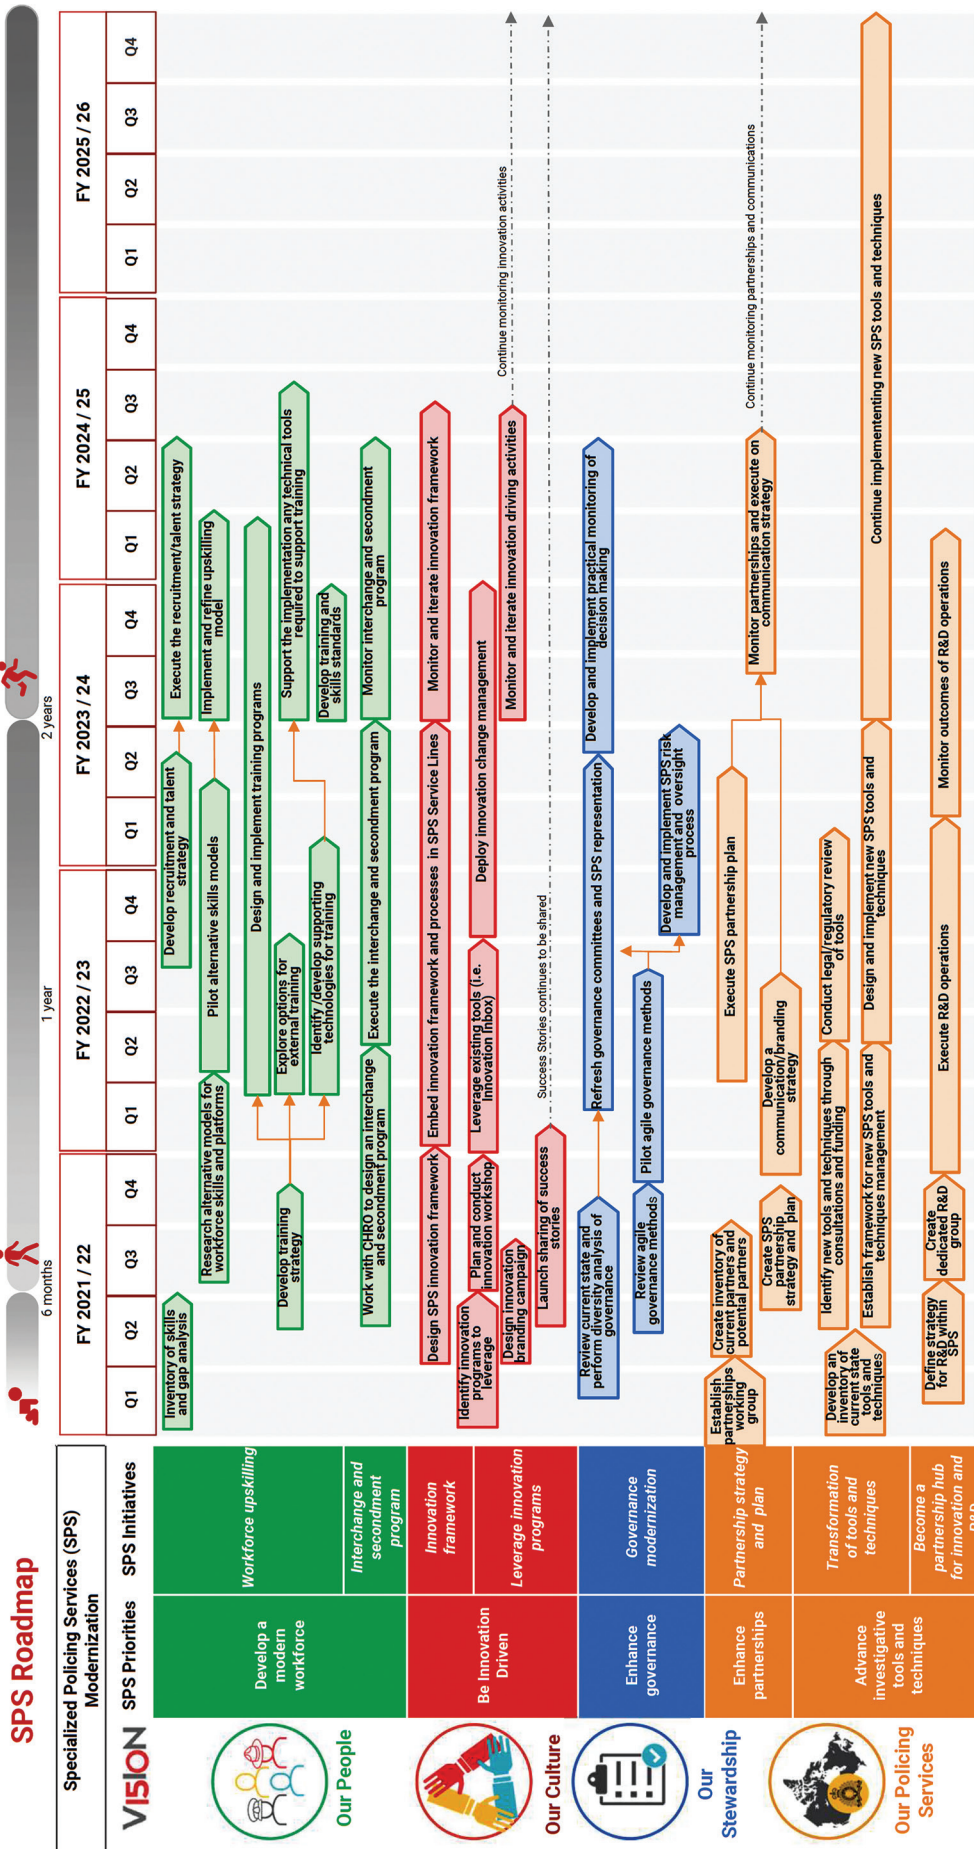 SPS Roadmap
6 months
1 year
2 years
Specialized Policing Services (SPS)
Modernization
FY 2021 / 22
FY 2022 / 23
FY 2023 / 24
FY 2024 / 25
FY 2025 / 26
V15ION
SPS Priorities
SPS Initiatives
Q1
Q2
Q3
Q4
Q1
Q2
Q3
Q4
Q1
Q2
Q3
Q4
Q1
Q2
Q3
Q4
Q1
Q2
Q3
Q4
Our People
Develop a
modern
workforce
Workforce upskilling
Inventory of skills
and gap analysis
Develop recruitment and talent
strategy
Execute the recruitment/talent strategy
Research alternative models for
workforce skills and platforms
Pilot alternative skills models
Implement and refine upskilling
model
Design and implement training programs
Develop training
strategy
Explore options for
external training
Support the implementation any technical tools
required to support training
Identify/develop supporting
technologies for training
Develop training and
skills standards
Interchange and
secondment
program
Work with CHRO to design an interchange
and secondment program
Execute the interchange and secondment program
Monitor interchange and secondment
program
Our Culture
Be Innovation
Driven
Innovation
framework
Design SPS innovation framework
Embed innovation framework and processes in SPS Service Lines
Monitor and iterate innovation framework
Leverage innovation
programs
Identify innovation
programs to
leverage
Plan and conduct
innovation workshop
Leverage existing tools (i.e.
Innovation Inbox)
Deploy innovation change management
Design innovation
branding campaign
Monitor and iterate innovation driving activities
Continue monitoring innovation activities
Launch sharing of success
stories
Success Stories continues to be shared
Our
Stewardship
Enhance
governance
Governance
modernization
Review current state and
perform diversity analysis of
governance
Refresh governance committees and SPS representation
Develop and implement practical monitoring of
decision making
Review agile
governance methods
Pilot agile governance methods
Develop and implement SPS risk
management and oversight
process
Our Policing
Services
Enhance
partnerships
Partnership strategy
and plan
Establish
partnerships
working
group
Create inventory of
current partners and
potential partners
Execute SPS partnership plan
Monitor partnerships and execute on
communication strategy
Continue monitoring partnerships and communications
Create SPS
partnership
strategy and plan
Develop a
communication/branding
strategy
Advance
investigative
tools and
techniques
Transformation
of tools and
techniques
Develop an
inventory of
current state
tools and
techniques
Identify new tools and techniques through
consultations and funding
Conduct legal/regulatory review
of tools
Establish framework for new SPS tools and
techniques management
Design and implement new SPS tools and
techniques
Continue implemententing new SPS tools and techniques
Become a
partnership hub
for innovation and
R&D
Define strategy
for R&D within
SPS
Create
dedicated R&D
group
Execute R&D operations
Monitor outcomes of R&D operations